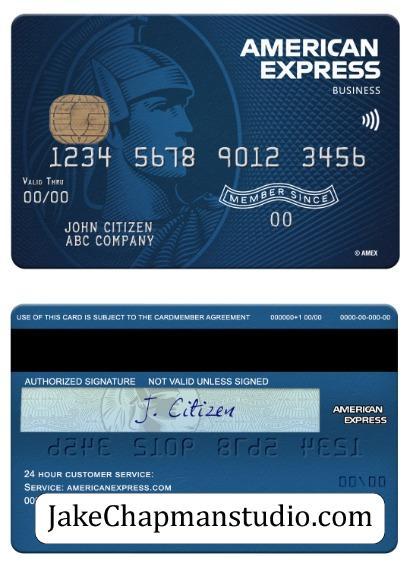 AMERICAN
EXPRESS
BUSINESS
1234 5678 9012 3456
VALID THRU
00/00
MEMBER SINCE
00
JOHN CITIZEN
ABC COMPANY
© AMEX
USE OF THIS CARD IS SUBJECT TO THE CARDMEMBER AGREEMENT 000000+1 00/00 0000-00-000-00
AUTHORIZED SIGNATURE NOT VALID UNLESS SIGNED
J. Citizen
AMERICAN
EXPRESS
24 HOUR CUSTOMER SERVICE:
SERVICE: AMERICANEXPRESS.COM
JakeChapmanstudio.com